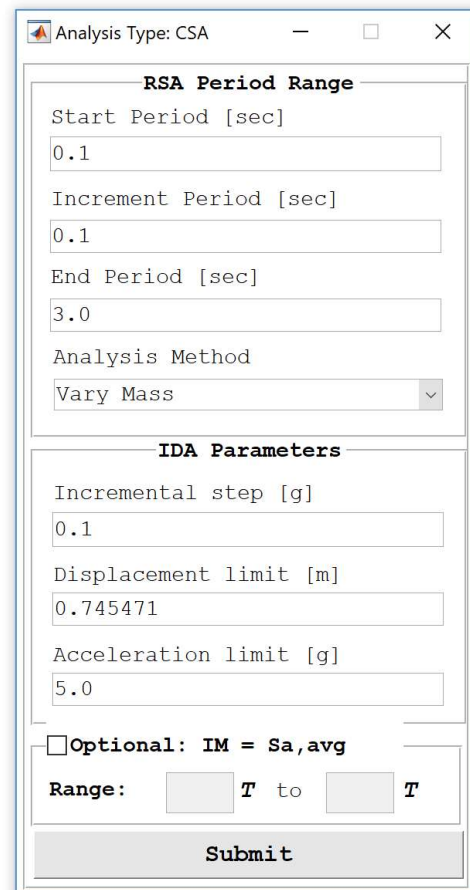 Analysis Type: CSA
RSA Period Range
Start Period [sec]
0.1
Increment Period [sec]
0.1
End Period [sec]
3.0
Analysis Method
Vary Mass
IDA Parameters
Incremental step [g]
0.1
Displacement limit [m]
0.745471
Acceleration limit [g]
5.0
Optional: IM = Sa,avg
Range: T to T
Submit